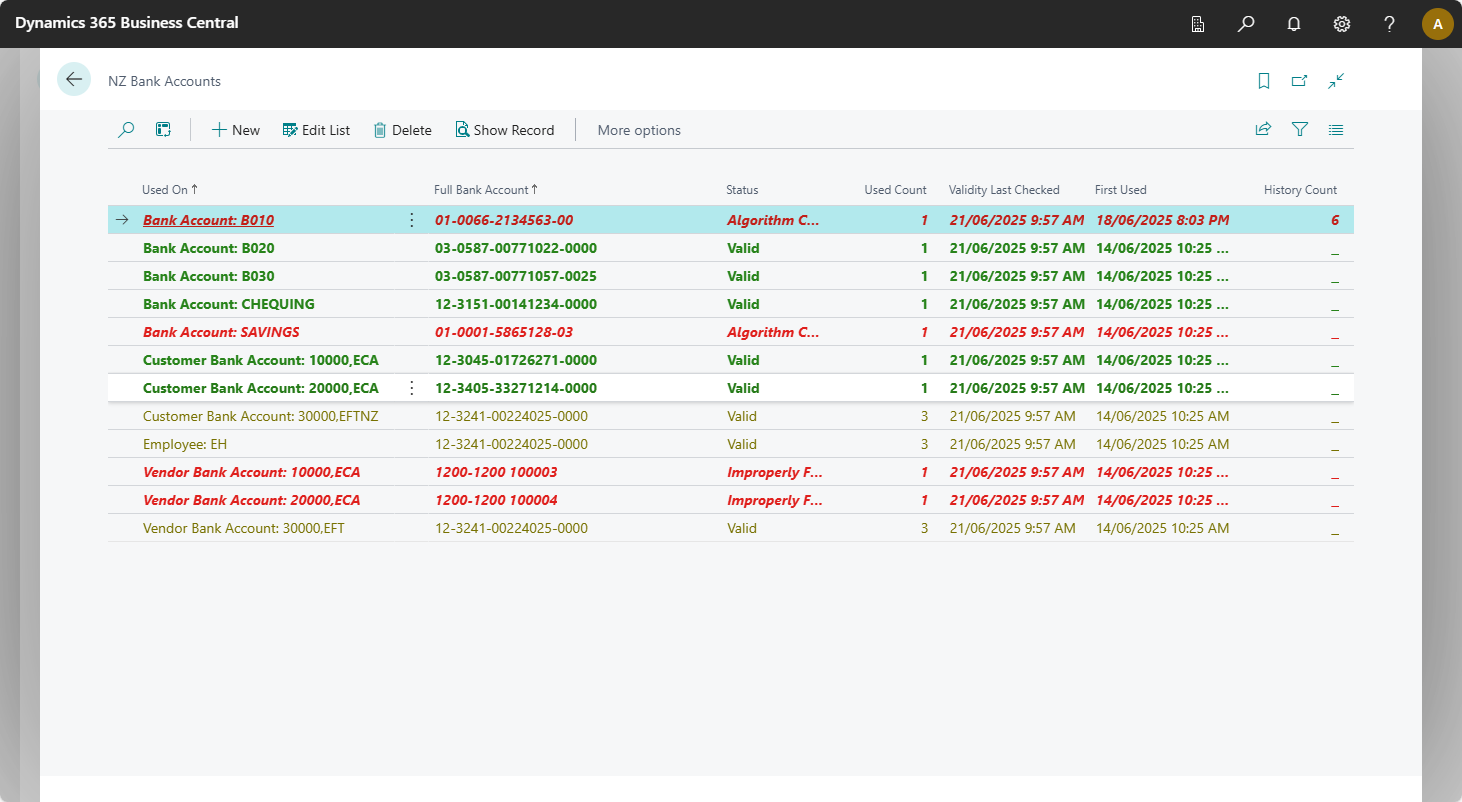 Dynamics 365 Business Central
A
NZ Bank Accounts
New Edit List Delete Show Record More options
Used On ↑ Full Bank Account ↑ Status Used Count Validity Last Checked First Used History Count
Bank Account: B010 01-0066-2134563-00 Algorithm C... 1 21/06/2025 9:57 AM 18/06/2025 8:03 PM 6
Bank Account: B020 03-0587-00771022-0000 Valid 1 21/06/2025 9:57 AM 14/06/2025 10:25 ... _
Bank Account: B030 03-0587-00771057-0025 Valid 1 21/06/2025 9:57 AM 14/06/2025 10:25 ... _
Bank Account: CHEQUING 12-3151-00141234-0000 Valid 1 21/06/2025 9:57 AM 14/06/2025 10:25 ... _
Bank Account: SAVINGS 01-0001-5865128-03 Algorithm C... 1 21/06/2025 9:57 AM 14/06/2025 10:25 ... _
Customer Bank Account: 10000,ECA 12-3045-01726271-0000 Valid 1 21/06/2025 9:57 AM 14/06/2025 10:25 ... _
Customer Bank Account: 20000,ECA 12-3405-33271214-0000 Valid 1 21/06/2025 9:57 AM 14/06/2025 10:25 ... _
Customer Bank Account: 30000,EFTNZ 12-3241-00224025-0000 Valid 3 21/06/2025 9:57 AM 14/06/2025 10:25 AM _
Employee: EH 12-3241-00224025-0000 Valid 3 21/06/2025 9:57 AM 14/06/2025 10:25 AM _
Vendor Bank Account: 10000,ECA 1200-1200 100003 Improperly F... 1 21/06/2025 9:57 AM 14/06/2025 10:25 ... _
Vendor Bank Account: 20000,ECA 1200-1200 100004 Improperly F... 1 21/06/2025 9:57 AM 14/06/2025 10:25 ... _
Vendor Bank Account: 30000,EFT 12-3241-00224025-0000 Valid 3 21/06/2025 9:57 AM 14/06/2025 10:25 AM _